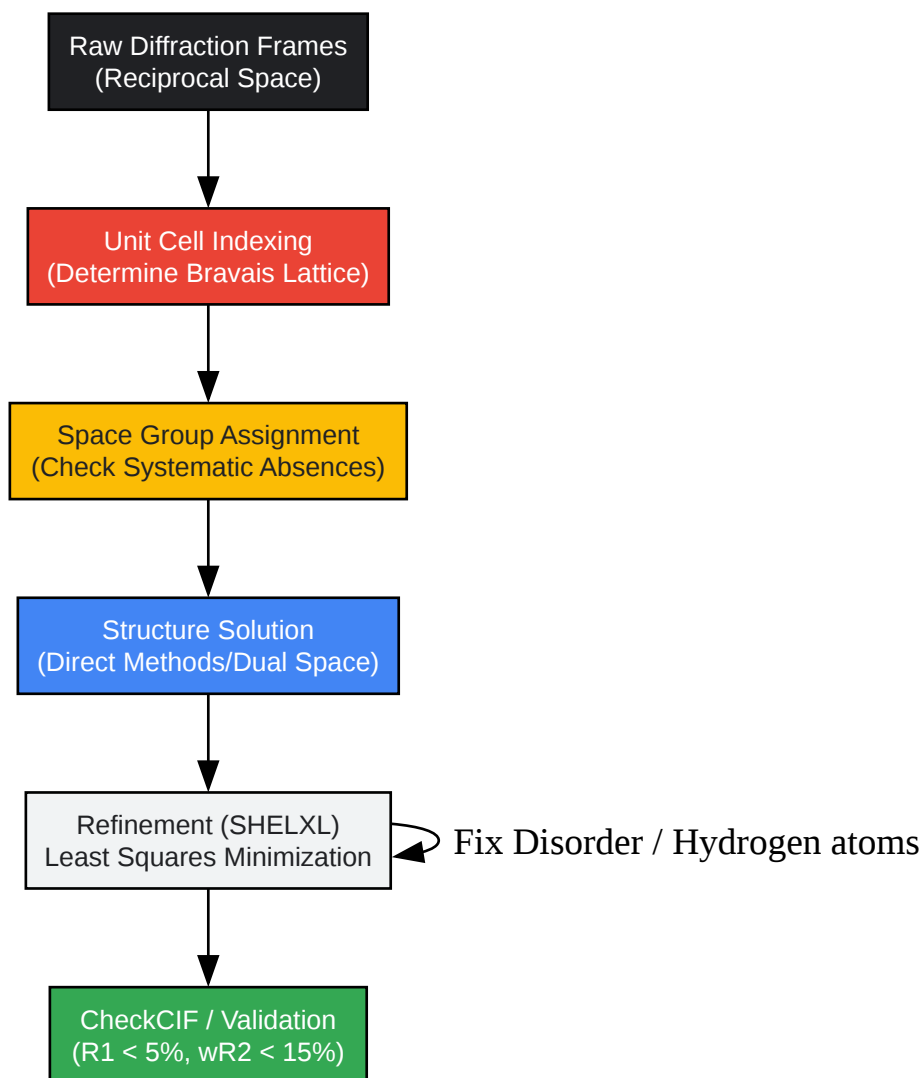 Raw Diffraction Frames
(Reciprocal Space)
Unit Cell Indexing
(Determine Bravais Lattice)
Space Group Assignment
(Check Systematic Absences)
Structure Solution
(Direct Methods/Dual Space)
Refinement (SHELXL)
Least Squares Minimization
Fix Disorder / Hydrogen atoms
CheckCIF / Validation
(R1 < 5%, wR2 < 15%)